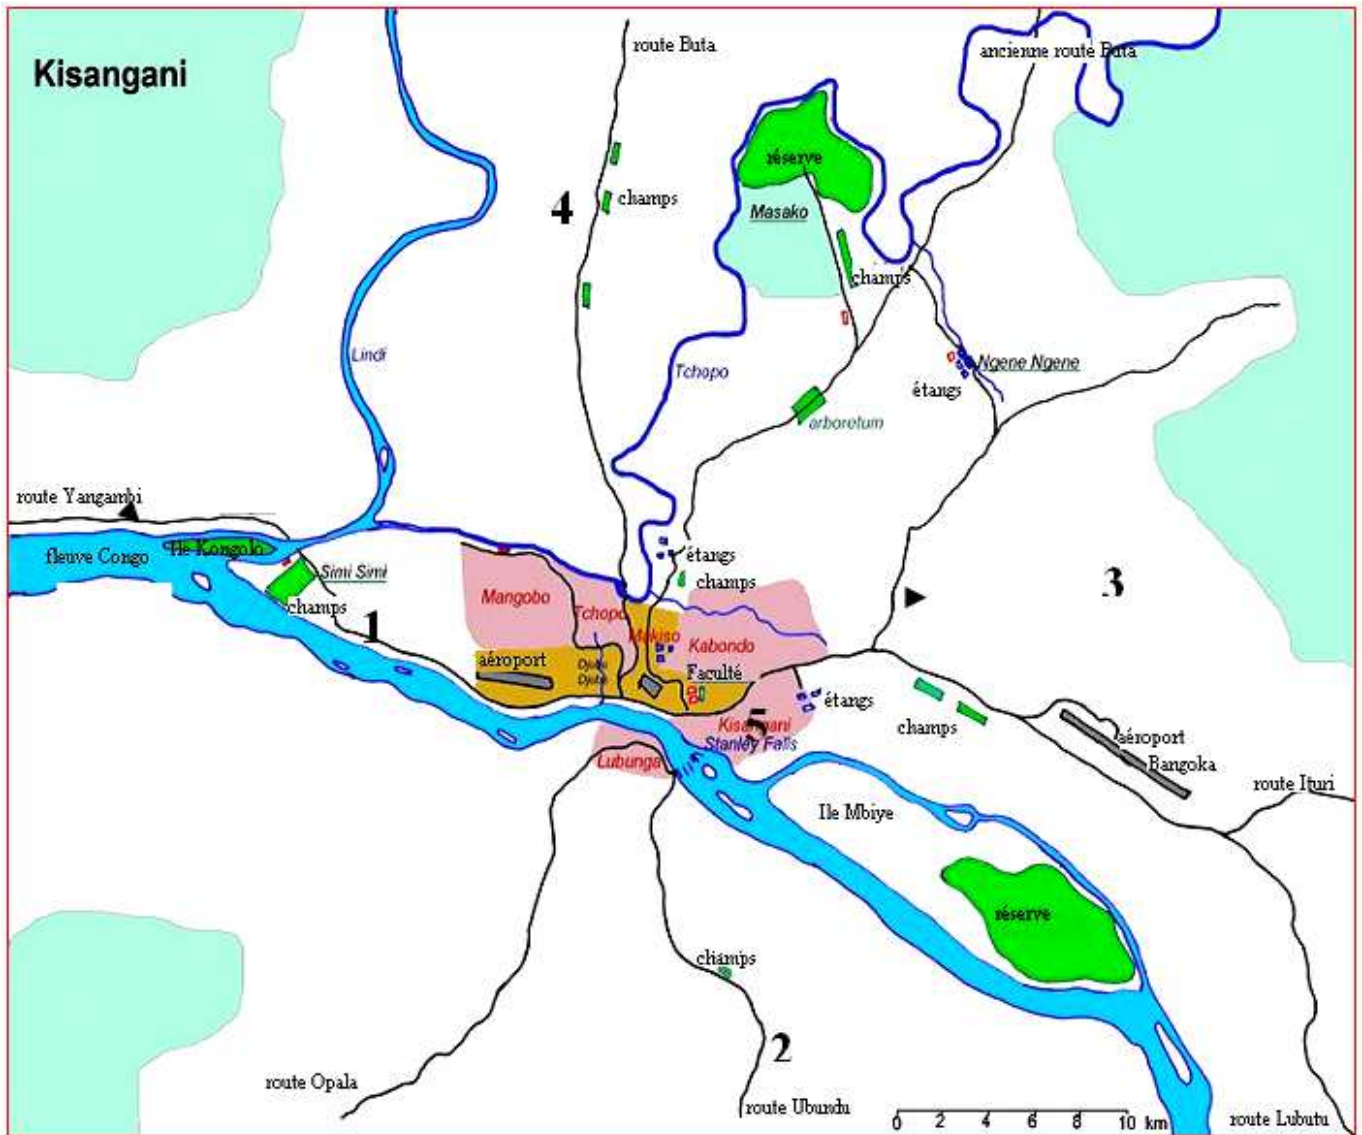 route Buta
ancienne route Buta
Kisangani
réserve
champs
4
Masako
champs
Lindi
Tchopo
Ngene Ngene
étangs
arboretum
route Yangambi
fleuve Congo
Ile Kongolo
étangs
Simi Simi
champs
3
champs
Mangobo
Tchopo
1
Makiso
Kabondo
aéroport
Djubu
Djubu
Faculté
étangs
5
Kisangani
champs
Stanley Falls
aéroport
Bangoka
Lubunga
route Ituri
Ile Mbiye
réserve
champs
2
route Opala
route Ubundu
0 2 4 6 8 10 km
route Lubutu